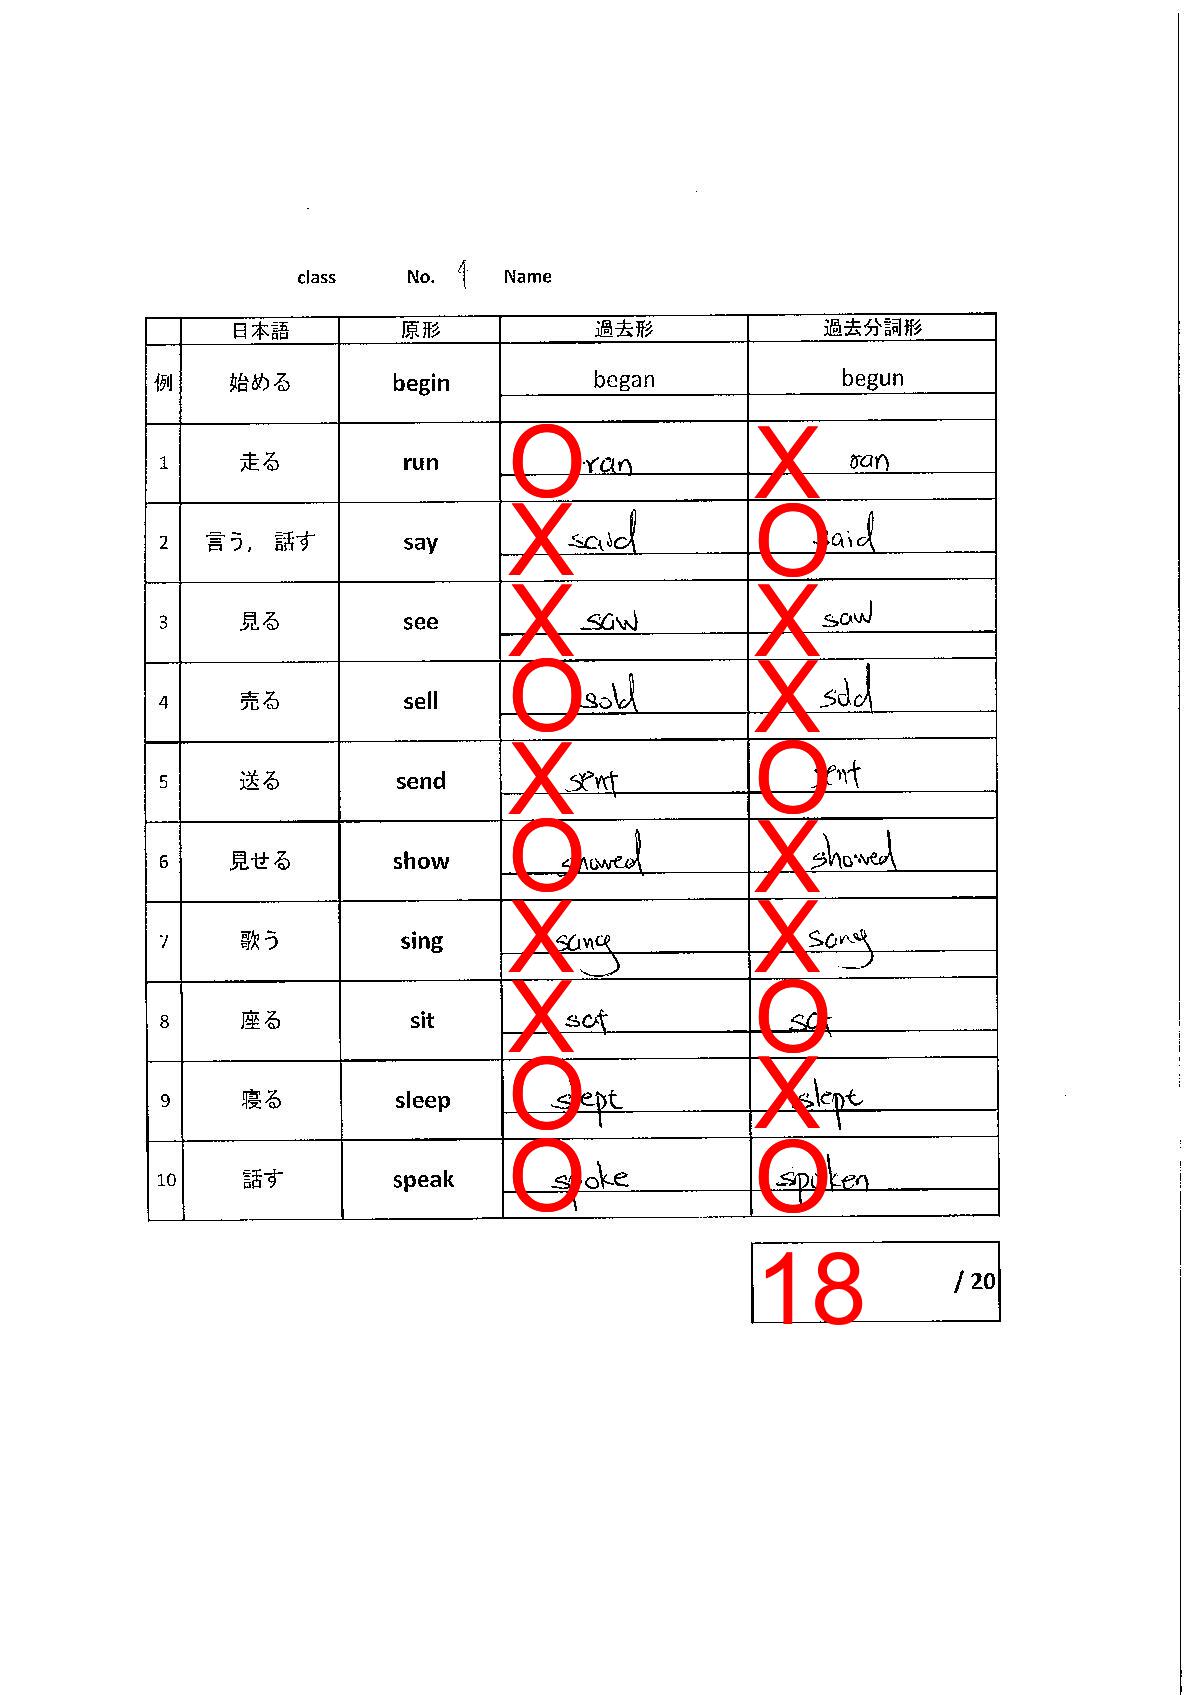 class No. 9 Name
日本語 原形 過去形 過去分詞形
例 始める begin began begun
1 走る run O ran X ran
2 言う, 話す say X said O said
3 見る see X saw X saw
4 売る sell O sold X sold
5 送る send X sent O sent
6 見せる show O showed X showed
7 歌う sing X sang X sang
8 座る sit X sat O sat
9 寝る sleep O slept X slept
10 話す speak O spoke O spoken
18 / 20